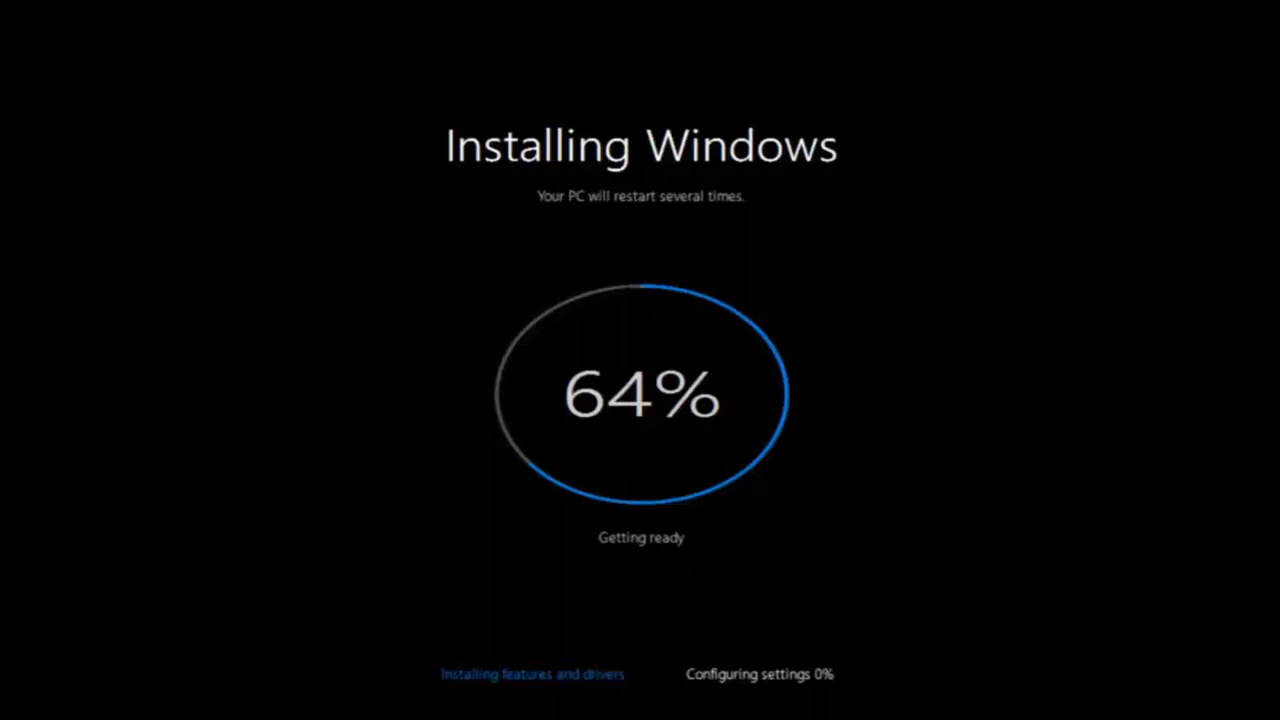 Installing Windows
Your PC will restart several times.
64%
Getting ready
Installing features and drivers
Configuring settings 0%